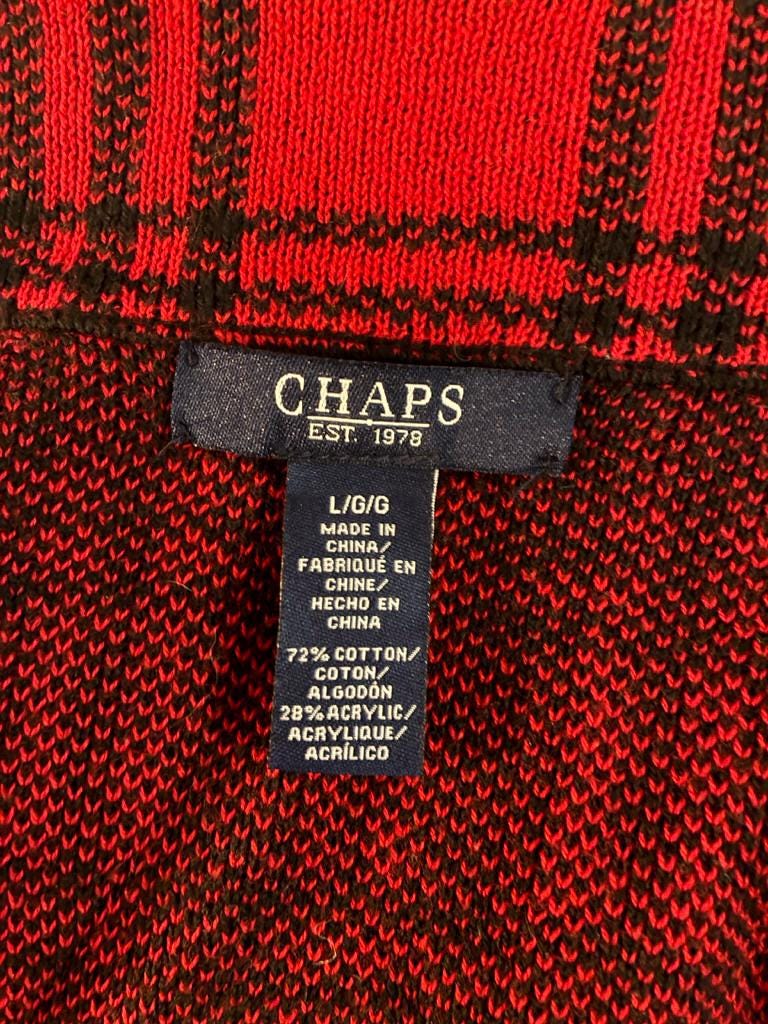 CHAPS
EST. 1978
L/G/G
MADE IN
CHINA/
FABRIQUÉ EN
CHINE/
HECHO EN
CHINA
72% COTTON/
COTON/
ALGODÓN
28% ACRYLIC/
ACRYLIQUE/
ACRÍLICO